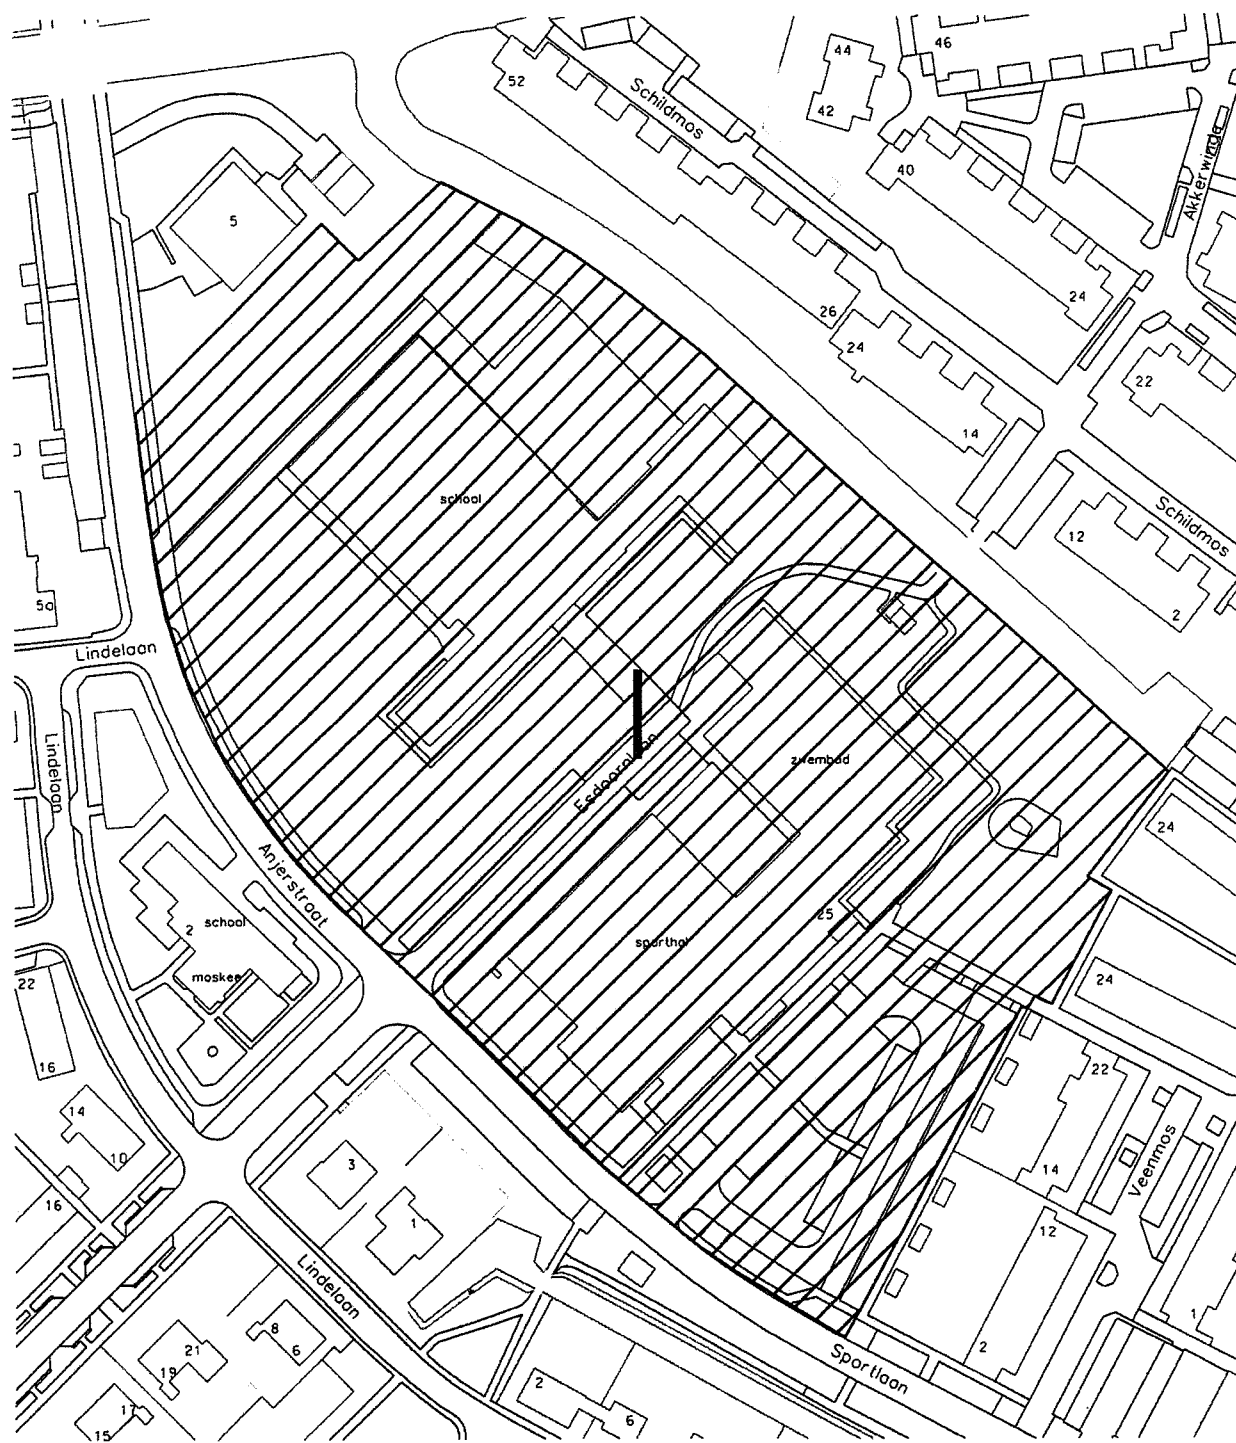 52
Schildmos
44
42
46
40
Akkerwinde
24
5
26
24
14
22
Schildmos
12
2
school
5a
Lindelaan
Lindelaan
Esdoornlaan
zwembad
24
Anjerstraat
school
2
moskee
25
sporthal
24
22
16
14
10
16
22
14
Veenmos
12
2
1
3
1
Lindelaan
8
6
21
19
17
15
2
6
Sportlaan